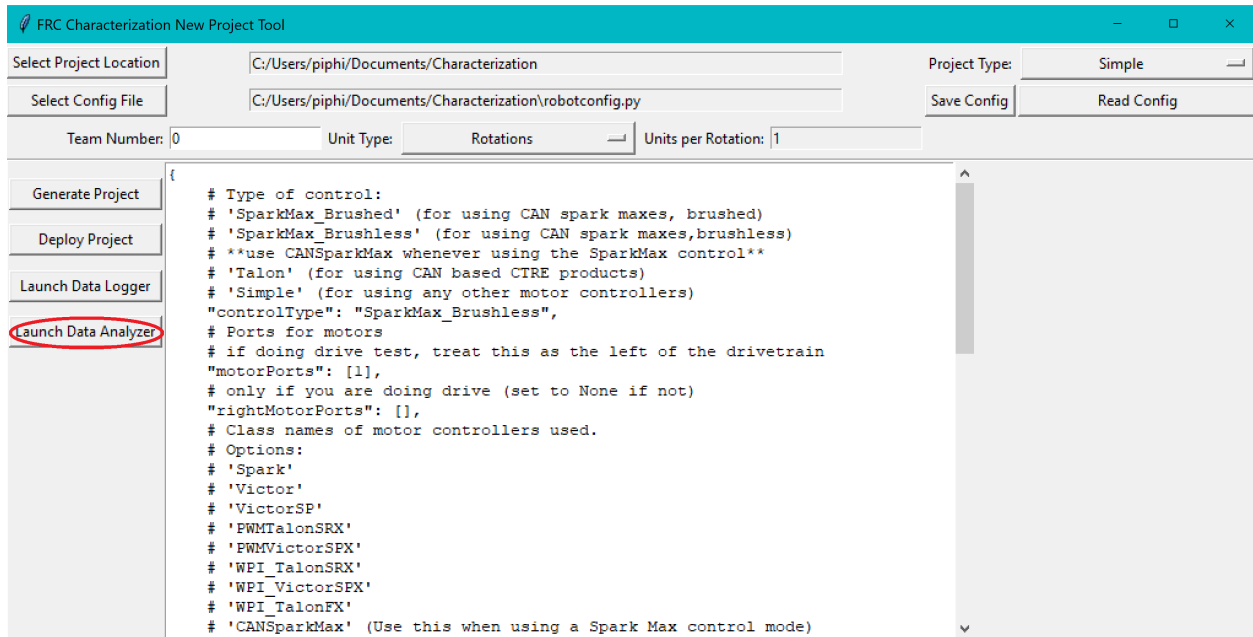 FRC Characterization New Project Tool
Select Project Location C:/Users/piphi/Documents/Characterization Project Type: Simple
Select Config File C:/Users/piphi/Documents/Characterization\robotconfig.py Save Config Read Config
Team Number: 0 Unit Type: Rotations Units per Rotation: 1
Generate Project
Deploy Project
Launch Data Logger
Launch Data Analyzer
{
# Type of control:
# 'SparkMax_Brushed' (for using CAN spark maxes, brushed)
# 'SparkMax_Brushless' (for using CAN spark maxes,brushless)
# **use CANSparkMax whenever using the SparkMax control**
# 'Talon' (for using CAN based CTRE products)
# 'Simple' (for using any other motor controllers)
"controlType": "SparkMax_Brushless",
# Ports for motors
# if doing drive test, treat this as the left of the drivetrain
"motorPorts": [1],
# only if you are doing drive (set to None if not)
"rightMotorPorts": [],
# Class names of motor controllers used.
# Options:
# 'Spark'
# 'Victor'
# 'VictorSP'
# 'PWMTalonSRX'
# 'PWMVictorSPX'
# 'WPI_TalonSRX'
# 'WPI_VictorSPX'
# 'WPI_TalonFX'
# 'CANSparkMax' (Use this when using a Spark Max control mode)